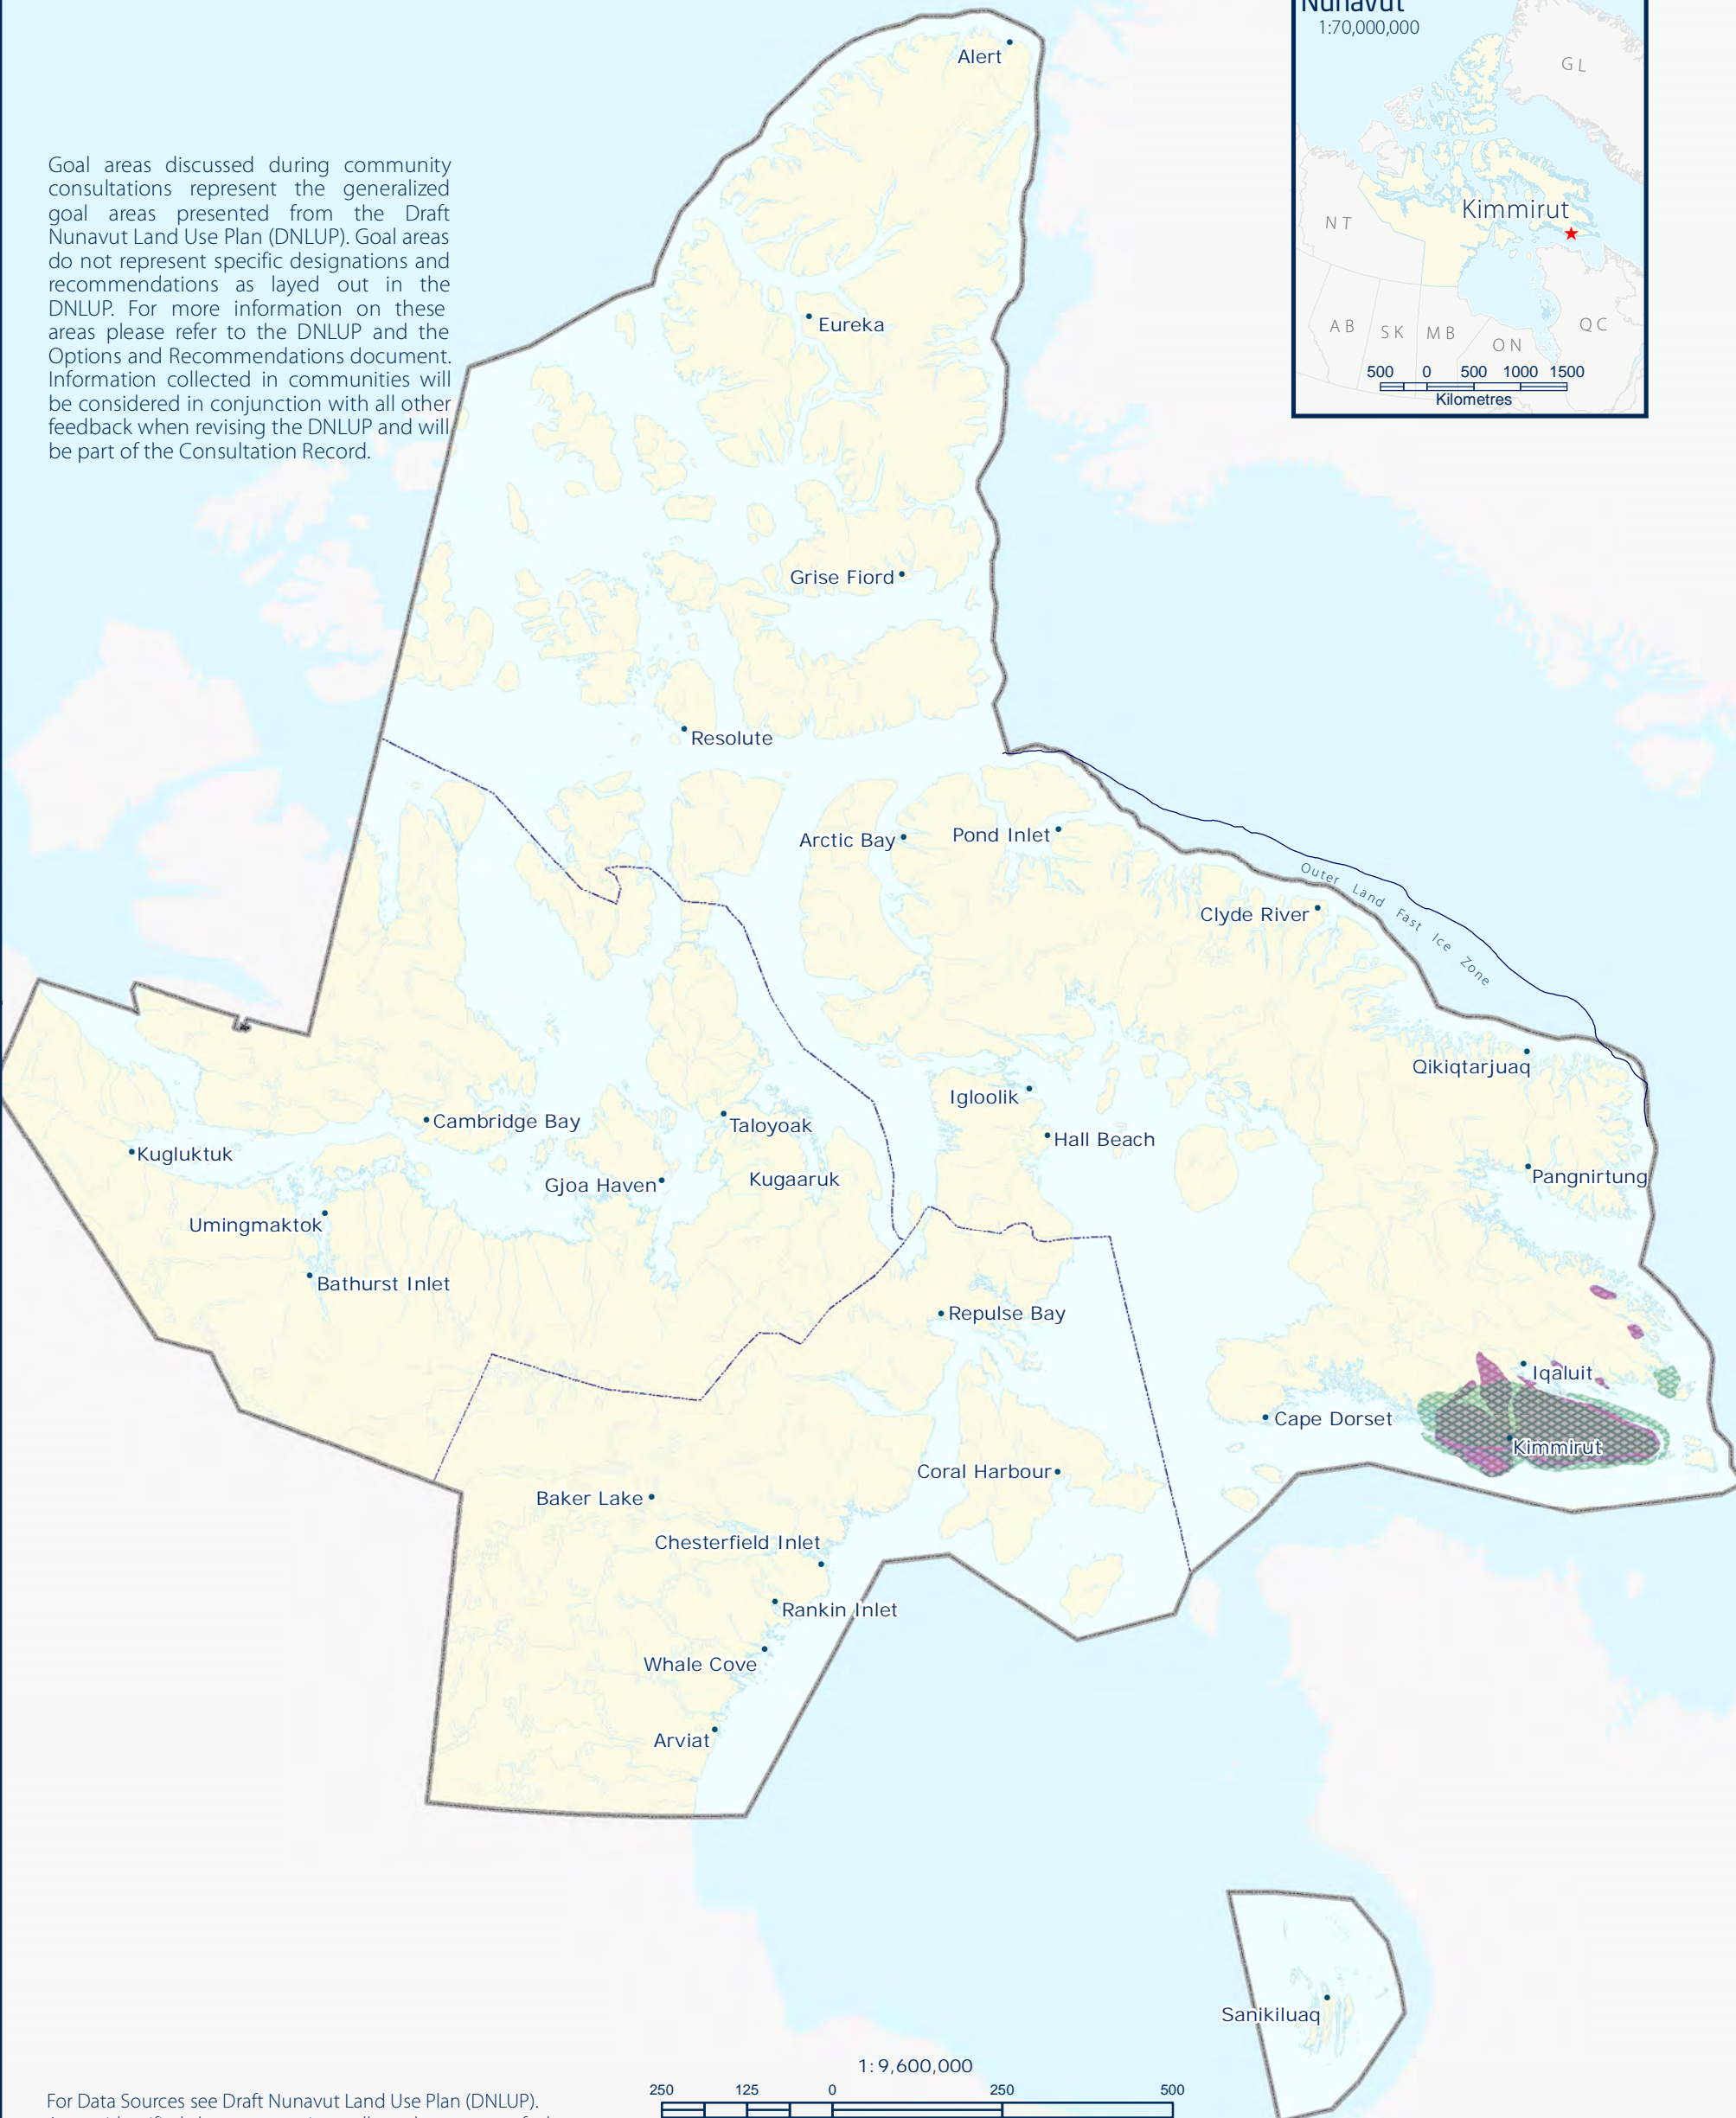 Nunavut
1:70,000,000
GL
NT
Kimmirut
AB
SK
MB
ON
QC
500 0 500 1000 1500
Kilometres
Goal areas discussed during community
consultations represent the generalized
goal areas presented from the Draft
Nunavut Land Use Plan (DNLUP). Goal areas
do not represent specific designations and
recommendations as layed out in the
DNLUP. For more information on these
areas please refer to the DNLUP and the
Options and Recommendations document.
Information collected in communities will
be considered in conjunction with all other
feedback when revising the DNLUP and will
be part of the Consultation Record.
Alert
Eureka
Grise Fiord
Resolute
Arctic Bay
Pond Inlet
Clyde River
Outer Land Fast Ice Zone
Qikiqtarjuaq
Igloolik
Cambridge Bay
Taloyoak
Hall Beach
Kugluktuk
Gjoa Haven
Kugaaruk
Pangnirtung
Umingmaktok
Bathurst Inlet
Repulse Bay
Iqaluit
Cape Dorset
Kimmirut
Coral Harbour
Baker Lake
Chesterfield Inlet
Rankin Inlet
Whale Cove
Arviat
Sanikiluaq
1:9,600,000
250 125 0 250 500
For Data Sources see Draft Nunavut Land Use Plan (DNLUP).